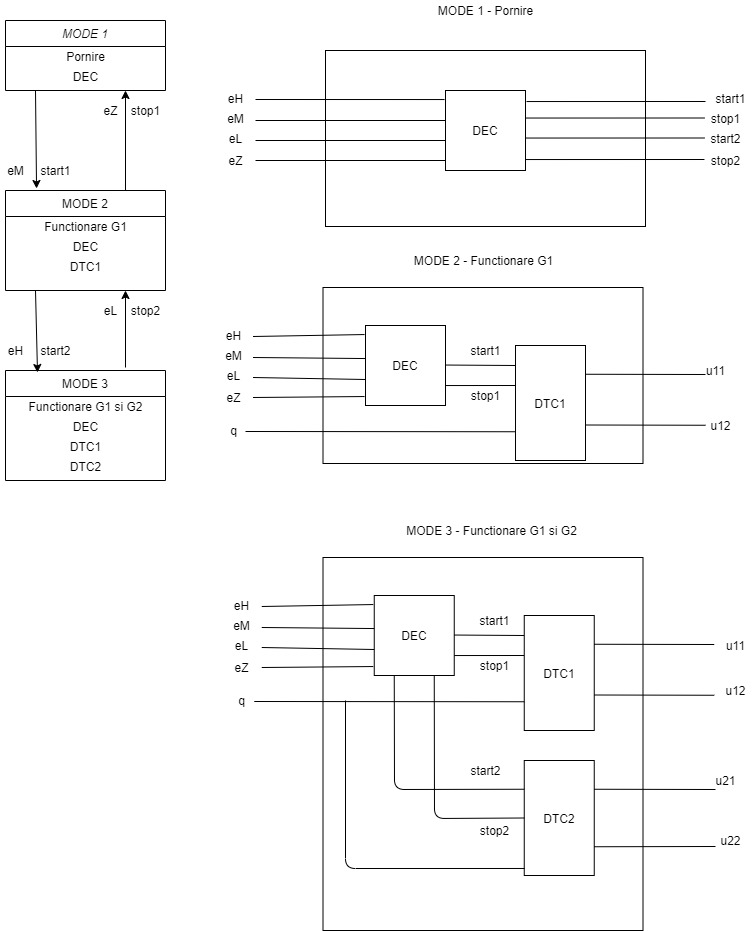 MODE 1
Pornire
DEC
eZ stop1
eM start1
MODE 2
Functionare G1
DEC
DTC1
eL stop2
eH start2
MODE 3
Functionare G1 si G2
DEC
DTC1
DTC2
MODE 1 - Pornire
eH
eM
eL
eZ
DEC
start1
stop1
start2
stop2
MODE 2 - Functionare G1
eH
eM
eL
eZ
q
DEC
start1
stop1
DTC1
u11
u12
MODE 3 - Functionare G1 si G2
eH
eM
eL
eZ
q
DEC
start1
stop1
DTC1
u11
u12
start2
stop2
DTC2
u21
u22